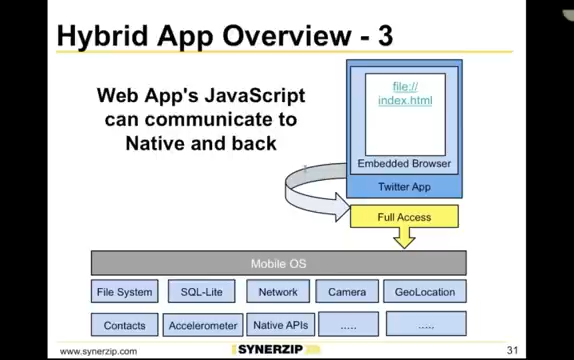 Hybrid App Overview - 3
Web App's JavaScript
can communicate to
Native and back
file://
index.html
Embedded Browser
Twitter App
Full Access
Mobile OS
File System
SQL-Lite
Network
Camera
GeoLocation
Contacts
Accelerometer
Native APIs
.....
.....
www.synerzip.com
SYNERZIP
31